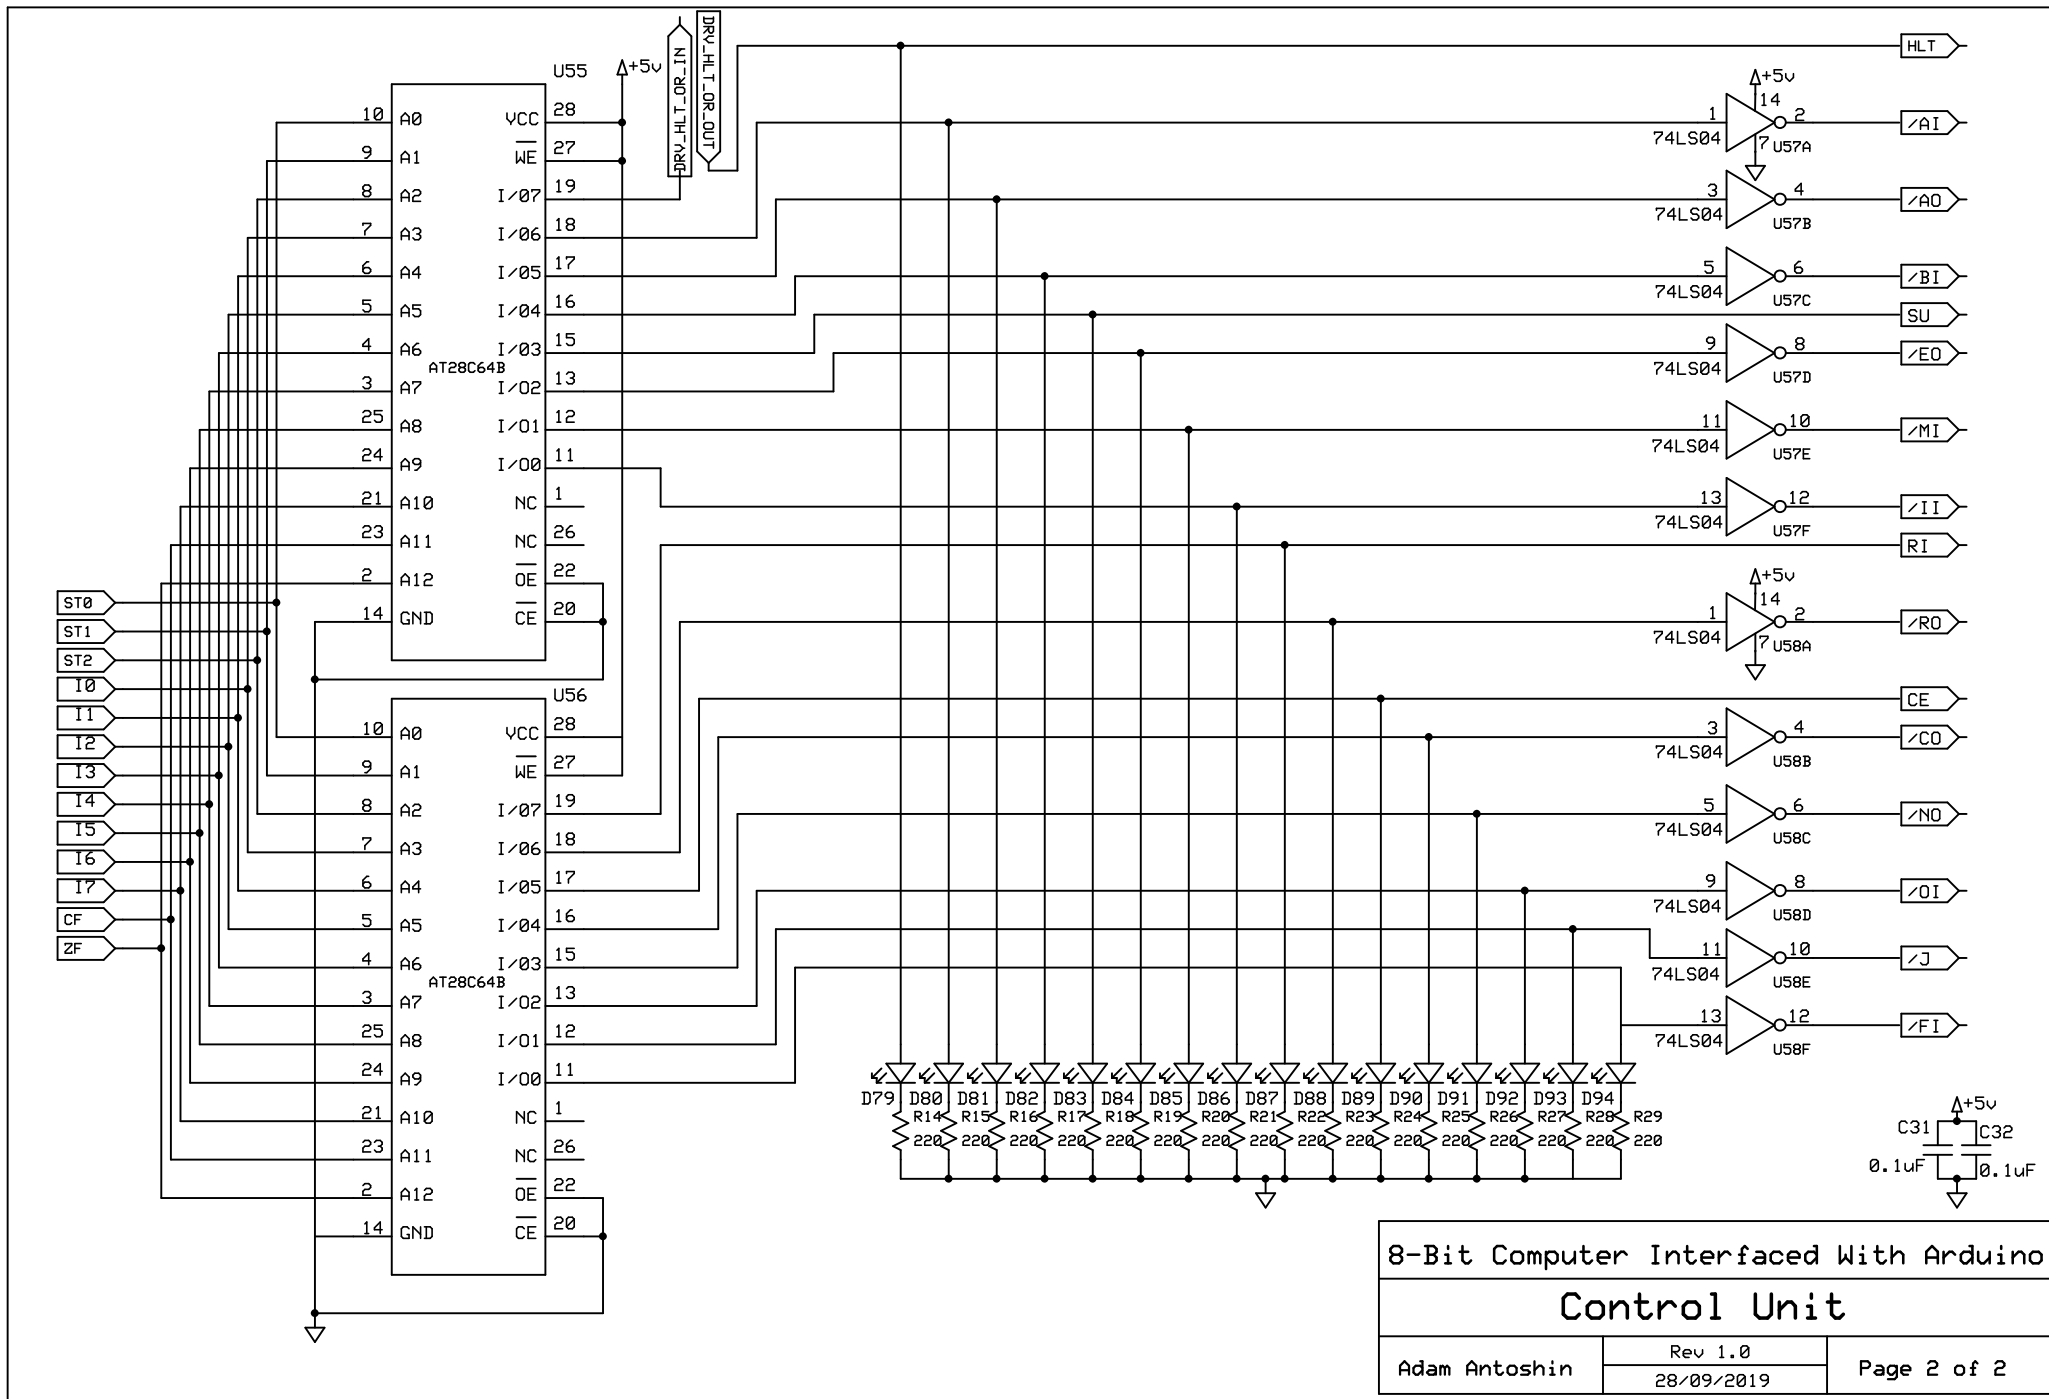 DRV_HLT_OR_IN
DRV_HLT_OR_OUT
HLT
U55
+5v
10 A0 VCC 28
9 A1 WE 27
8 A2 I/O7 19
7 A3 I/O6 18
6 A4 I/O5 17
5 A5 I/O4 16
4 A6 I/O3 15
AT28C64B
3 A7 I/O2 13
25 A8 I/O1 12
24 A9 I/O0 11
21 A10 NC 1
23 A11 NC 26
2 A12 OE 22
14 GND CE 20
ST0
ST1
ST2
I0
I1
I2
I3
I4
I5
I6
I7
CF
ZF
U56
10 A0 VCC 28
9 A1 WE 27
8 A2 I/O7 19
7 A3 I/O6 18
6 A4 I/O5 17
5 A5 I/O4 16
4 A6 I/O3 15
AT28C64B
3 A7 I/O2 13
25 A8 I/O1 12
24 A9 I/O0 11
21 A10 NC 1
23 A11 NC 26
2 A12 OE 22
14 GND CE 20
+5v
14
1 2 /AI
74LS04 7 U57A
3 4 /AO
74LS04 U57B
5 6 /BI
74LS04 U57C
SU
9 8 /EO
74LS04 U57D
11 10 /MI
74LS04 U57E
13 12 /II
74LS04 U57F
RI
+5v
14
1 2 /RO
74LS04 7 U58A
CE
3 4 /CO
74LS04 U58B
5 6 /NO
74LS04 U58C
9 8 /OI
74LS04 U58D
11 10 /J
74LS04 U58E
13 12 /FI
74LS04 U58F
D79 D80 D81 D82 D83 D84 D85 D86 D87 D88 D89 D90 D91 D92 D93 D94
R14 R15 R16 R17 R18 R19 R20 R21 R22 R23 R24 R25 R26 R27 R28 R29
220 220 220 220 220 220 220 220 220 220 220 220 220 220 220 220
+5v
C31 C32
0.1uF 0.1uF
8-Bit Computer Interfaced With Arduino
Control Unit
Adam Antoshin
Rev 1.0
28/09/2019
Page 2 of 2